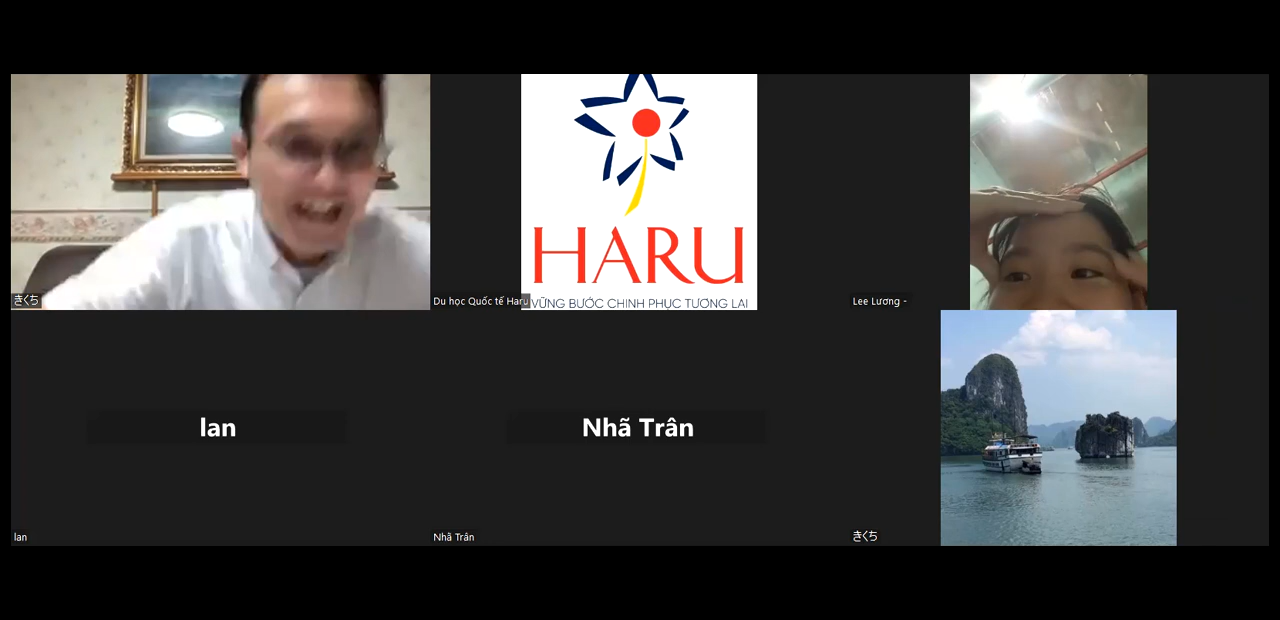 きくち
HARU
VỮNG BƯỚC CHINH PHỤC TƯƠNG LAI
Du học Quốc tế Haru
Lee Lương -
lan
Nhã Trân
lan
Nhã Trân
きくち